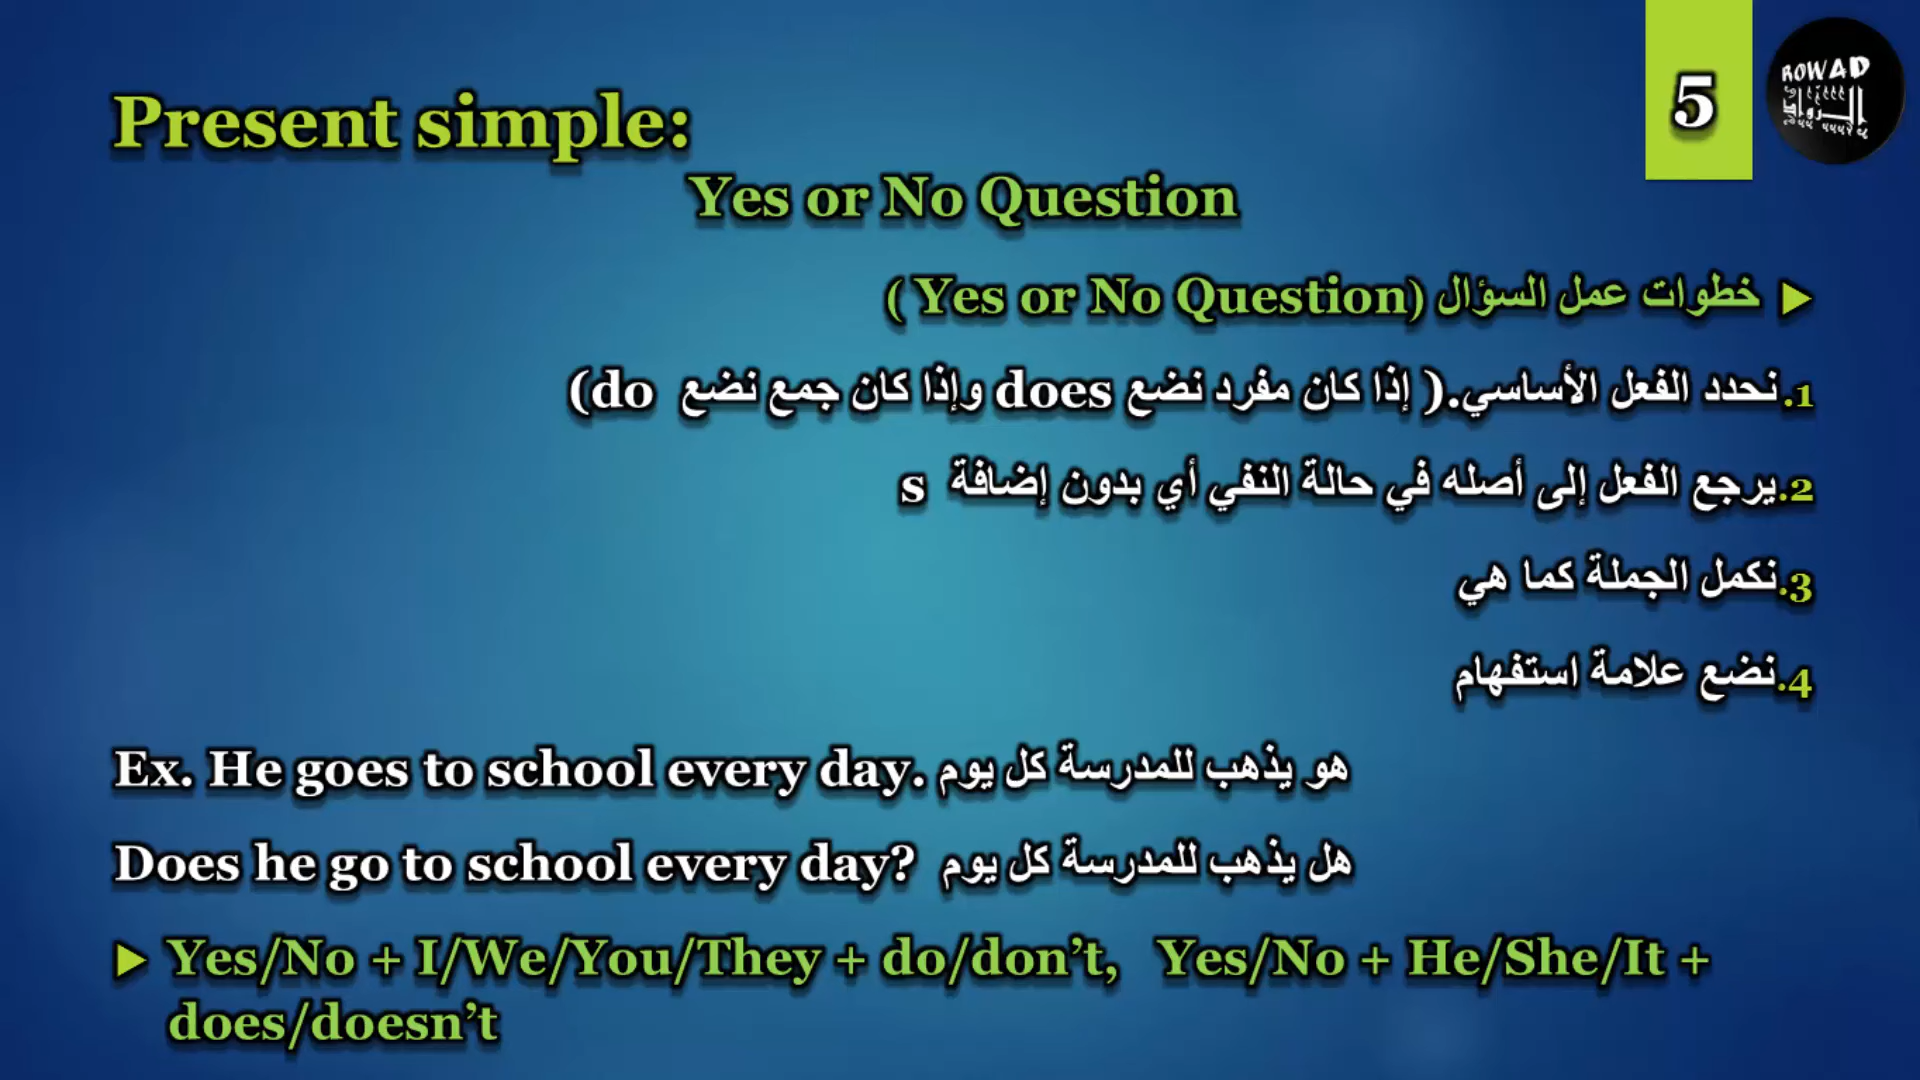 5
ROWAD
الرواد
Present simple:
Yes or No Question
خطوات عمل السؤال (Yes or No Question )
1.نحدد الفعل الأساسي.( إذا كان مفرد نضع does وإذا كان جمع نضع do)
2.يرجع الفعل إلى أصله في حالة النفي أي بدون إضافة s
3.نكمل الجملة كما هي
4.نضع علامة استفهام
Ex. He goes to school every day. هو يذهب للمدرسة كل يوم
Does he go to school every day? هل يذهب للمدرسة كل يوم
Yes/No + I/We/You/They + do/don’t, Yes/No + He/She/It +
does/doesn’t